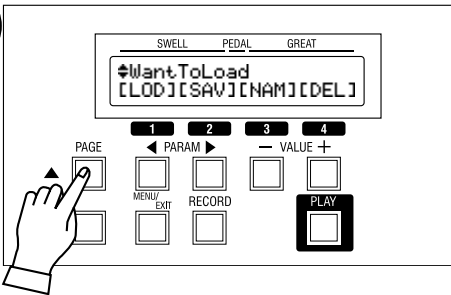 SWELL PEDAL GREAT
WantToLoad
[LOD][SAV][NAM][DEL]
1 2 3 4
PAGE ◀ PARAM ▶ − VALUE +
▲
MENU/
EXIT RECORD PLAY